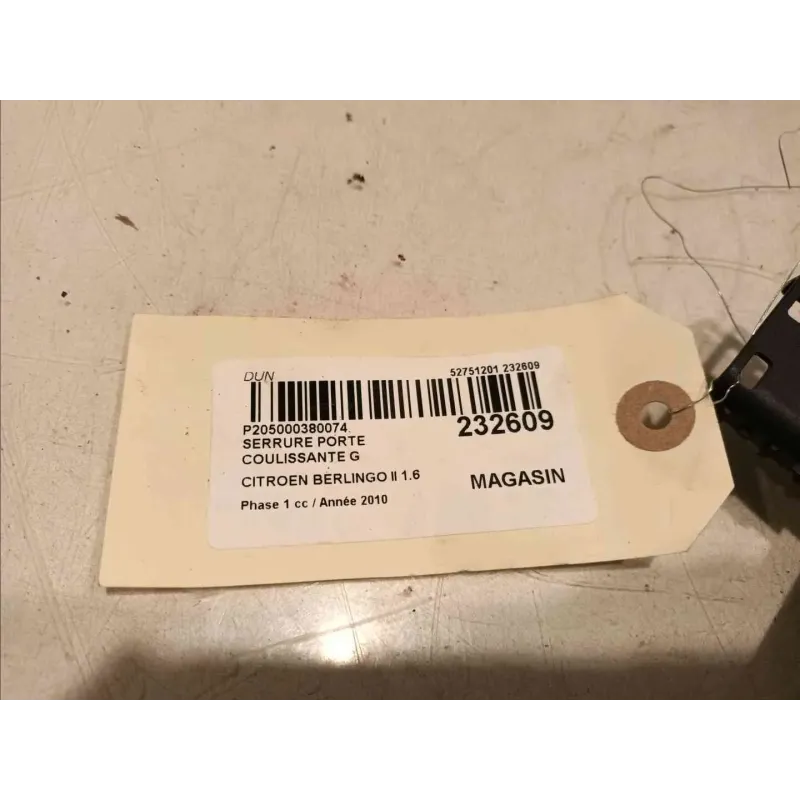 DUN 52751201 232609
P205000380074 232609
SERRURE PORTE
COULISSANTE G
CITROEN BERLINGO II 1.6 MAGASIN
Phase 1 cc / Année 2010